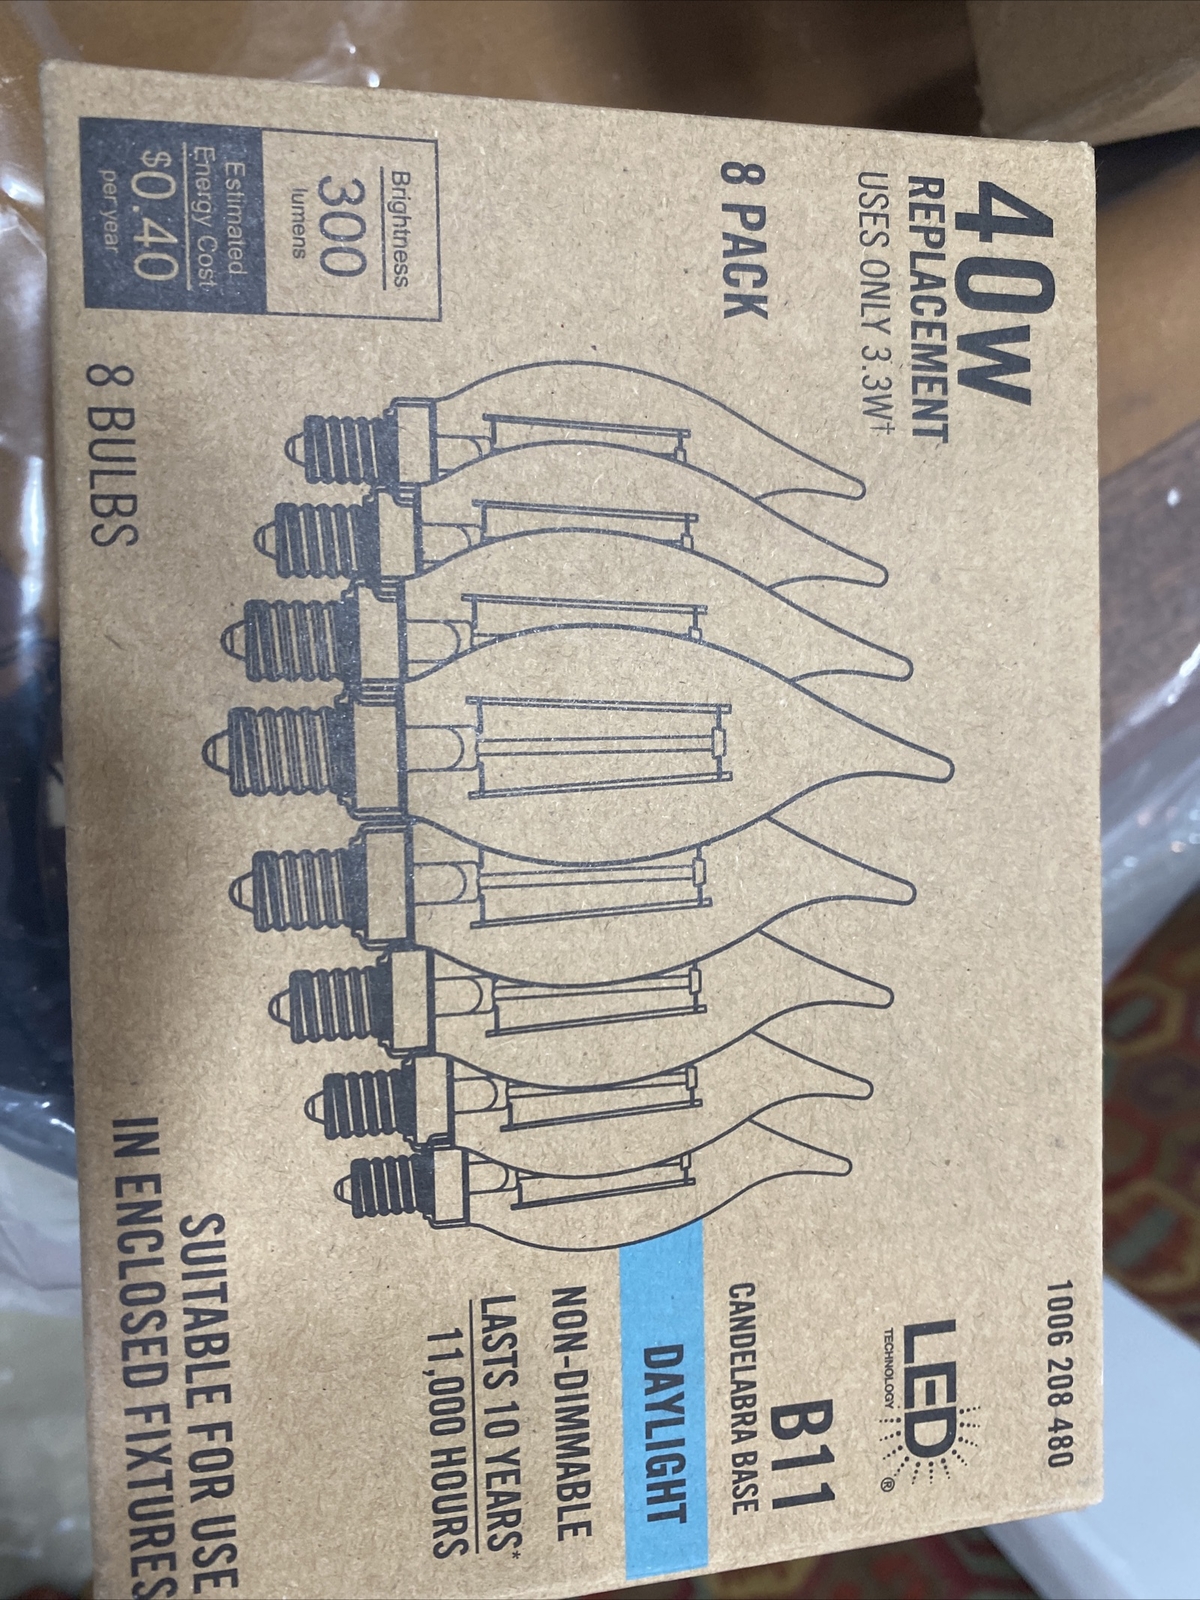 40W
REPLACEMENT
USES ONLY 3.3W†
8 PACK
1006 208 480
LED
TECHNOLOGY ®
B11
CANDELABRA BASE
DAYLIGHT
NON-DIMMABLE
LASTS 10 YEARS*
11,000 HOURS
Brightness
300
lumens
Estimated
Energy Cost
$0.40
per year
8 BULBS
SUITABLE FOR USE
IN ENCLOSED FIXTURES